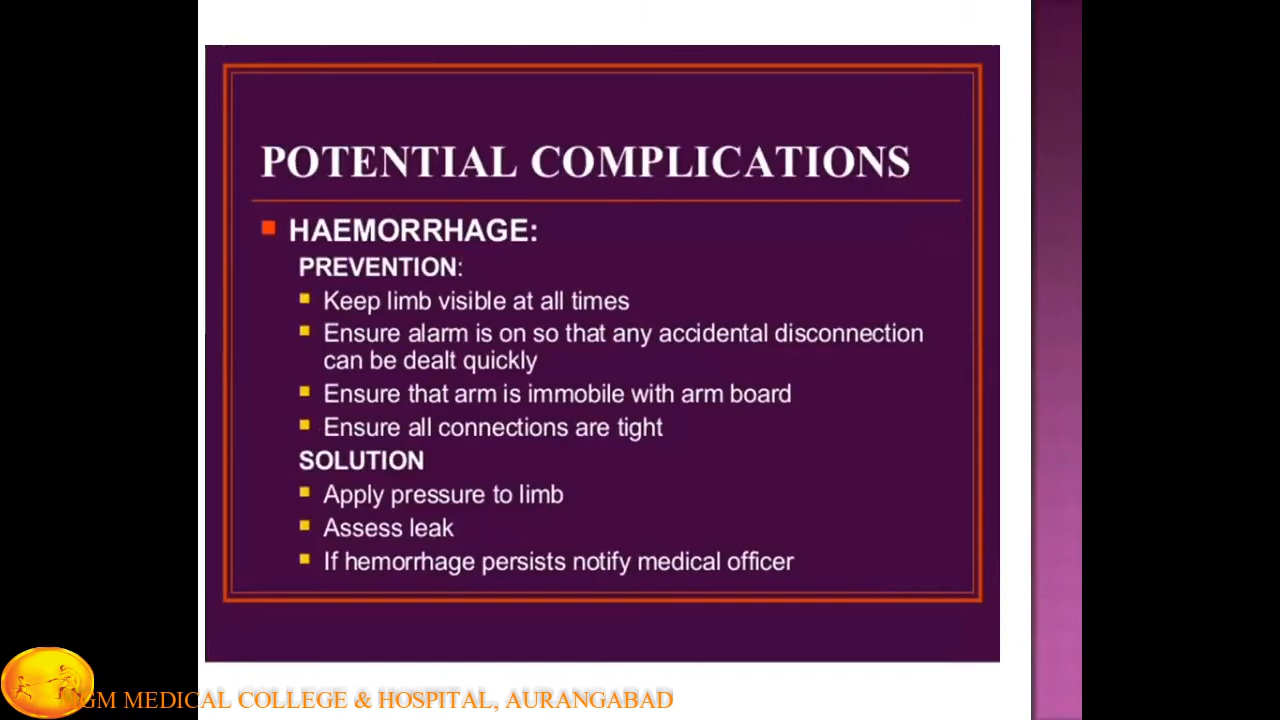 POTENTIAL COMPLICATIONS
HAEMORRHAGE:
PREVENTION:
Keep limb visible at all times
Ensure alarm is on so that any accidental disconnection
can be dealt quickly
Ensure that arm is immobile with arm board
Ensure all connections are tight
SOLUTION
Apply pressure to limb
Assess leak
If hemorrhage persists notify medical officer
GM MEDICAL COLLEGE & HOSPITAL, AURANGABAD